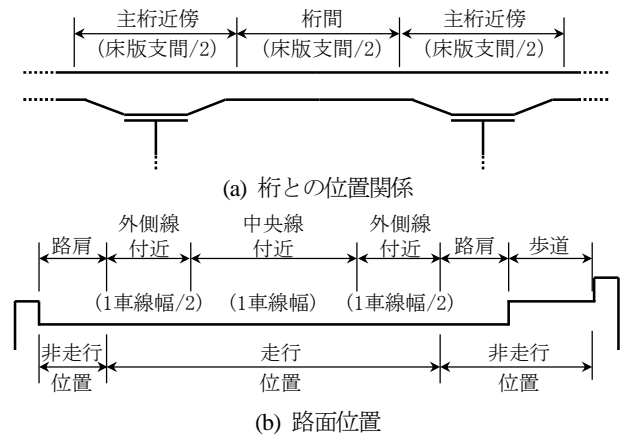 主桁近傍 桁間 主桁近傍
(床版支間/2) (床版支間/2) (床版支間/2)
(a) 桁との位置関係
外側線 中央線 外側線
路肩 付近 付近 付近 路肩 歩道
(1車線幅/2) (1車線幅) (1車線幅/2)
非走行 走行 非走行
位置 位置 位置
(b) 路面位置